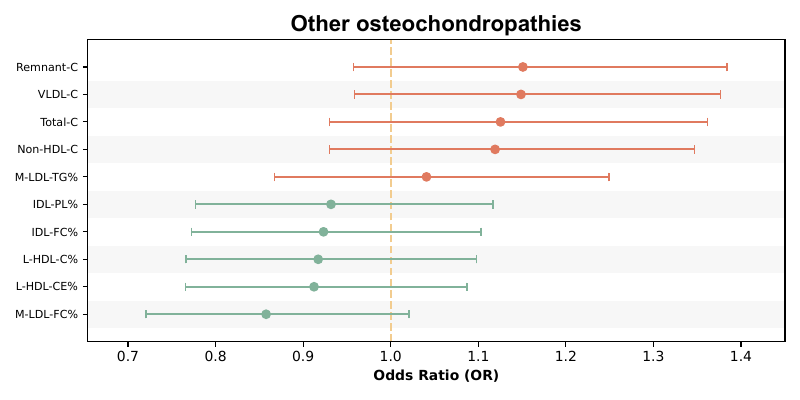 Other osteochondropathies
Remnant-C
VLDL-C
Total-C
Non-HDL-C
M-LDL-TG%
IDL-PL%
IDL-FC%
L-HDL-C%
L-HDL-CE%
M-LDL-FC%
0.7 0.8 0.9 1.0 1.1 1.2 1.3 1.4
Odds Ratio (OR)